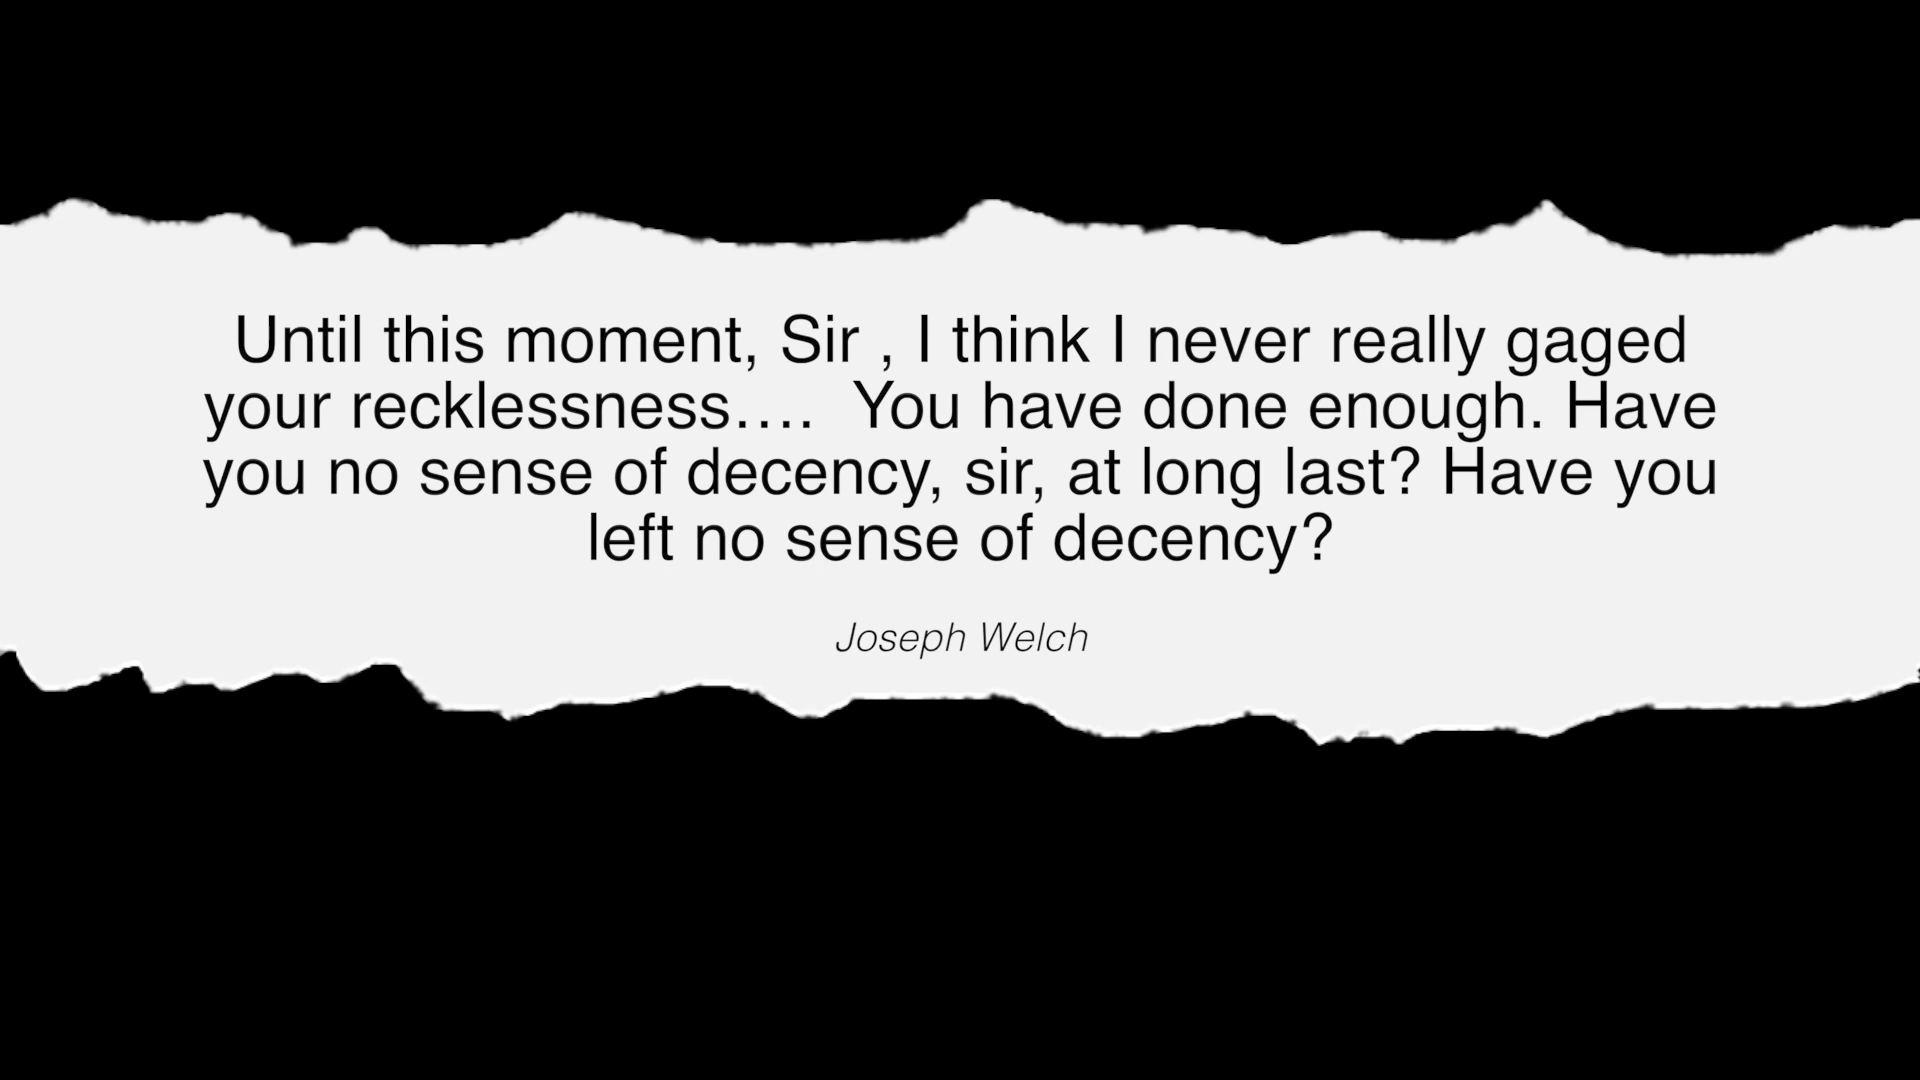 Until this moment, Sir , I think I never really gaged
your recklessness....  You have done enough. Have
you no sense of decency, sir, at long last? Have you
left no sense of decency?
Joseph Welch